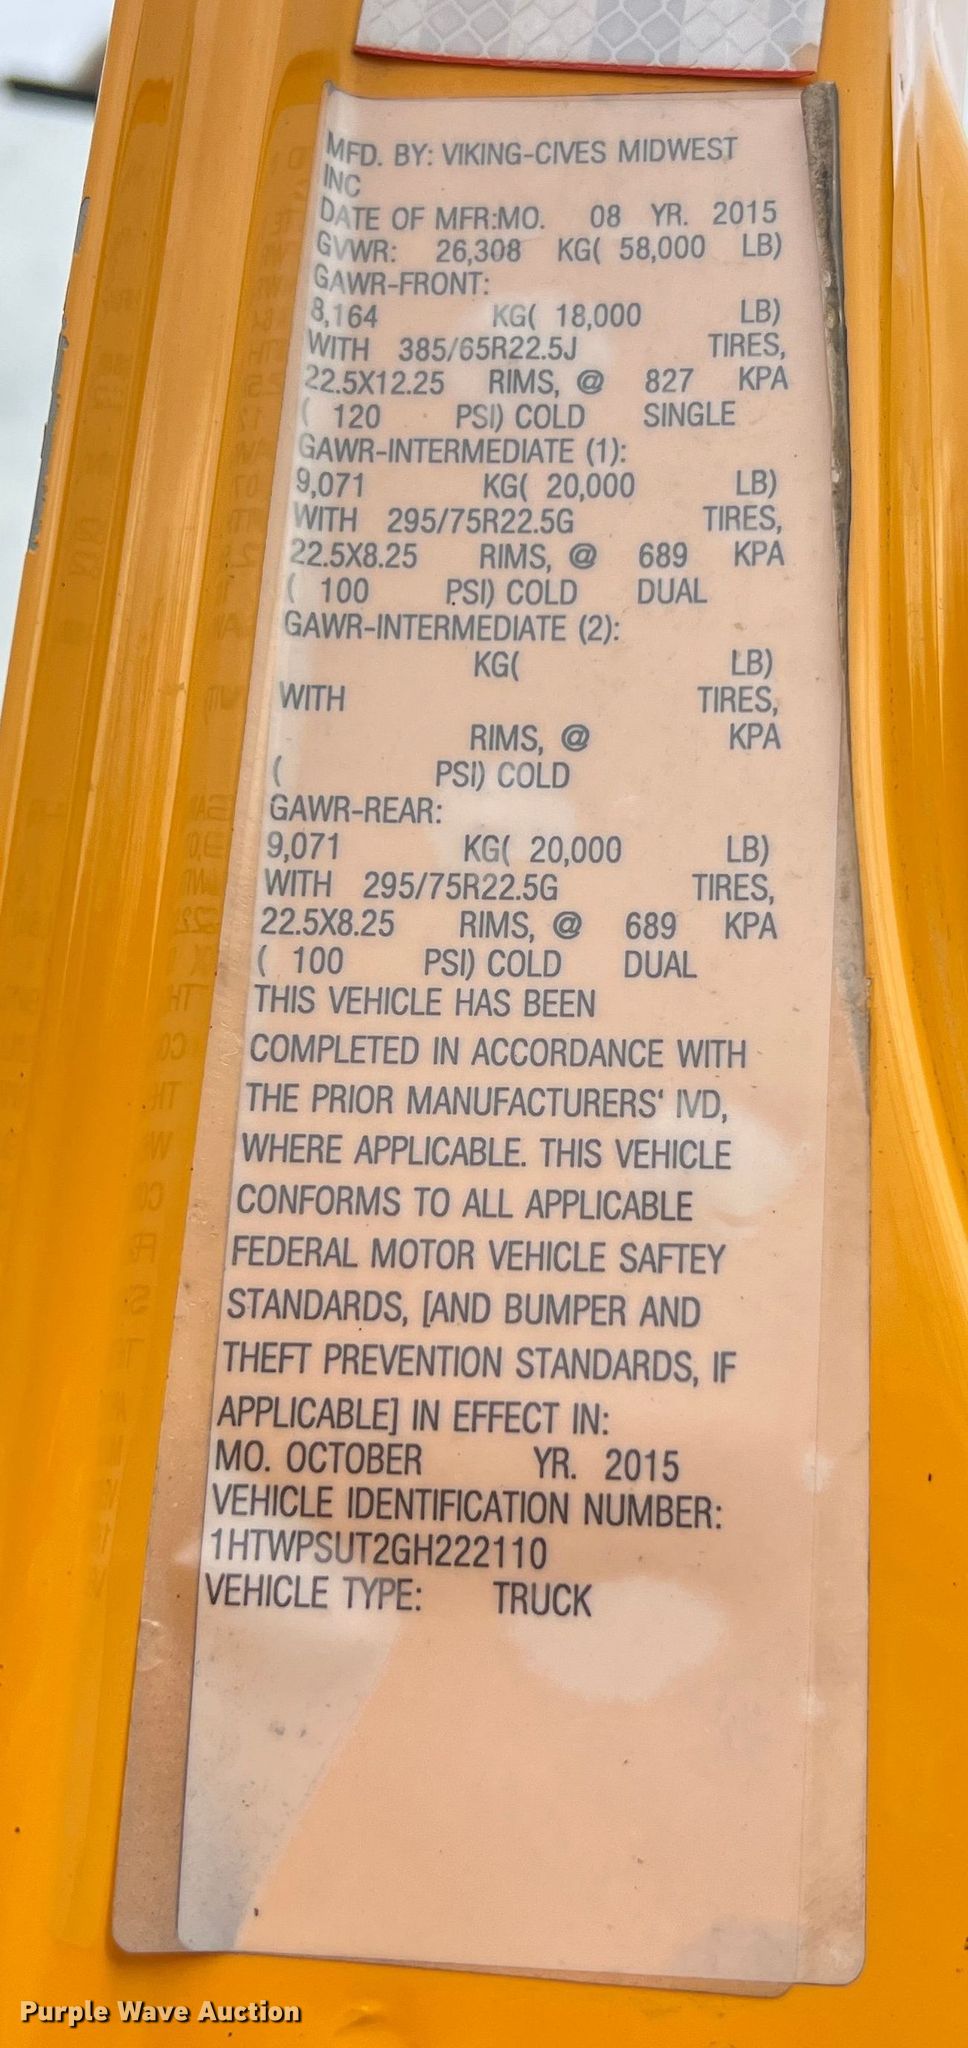 MFD. BY: VIKING-CIVES MIDWEST
INC
DATE OF MFR:MO. 08 YR. 2015
GVWR: 26,308 KG( 58,000 LB)
GAWR-FRONT:
8,164 KG( 18,000 LB)
WITH 385/65R22.5J TIRES,
22.5X12.25 RIMS, @ 827 KPA
( 120 PSI) COLD SINGLE
GAWR-INTERMEDIATE (1):
9,071 KG( 20,000 LB)
WITH 295/75R22.5G TIRES,
22.5X8.25 RIMS, @ 689 KPA
( 100 PSI) COLD DUAL
GAWR-INTERMEDIATE (2):
KG( LB)
WITH TIRES,
RIMS, @ KPA
( PSI) COLD
GAWR-REAR:
9,071 KG( 20,000 LB)
WITH 295/75R22.5G TIRES,
22.5X8.25 RIMS, @ 689 KPA
( 100 PSI) COLD DUAL
THIS VEHICLE HAS BEEN
COMPLETED IN ACCORDANCE WITH
THE PRIOR MANUFACTURERS' IVD,
WHERE APPLICABLE. THIS VEHICLE
CONFORMS TO ALL APPLICABLE
FEDERAL MOTOR VEHICLE SAFTEY
STANDARDS, [AND BUMPER AND
THEFT PREVENTION STANDARDS, IF
APPLICABLE] IN EFFECT IN:
MO. OCTOBER YR. 2015
VEHICLE IDENTIFICATION NUMBER:
1HTWPSUT2GH222110
VEHICLE TYPE: TRUCK
Purple Wave Auction